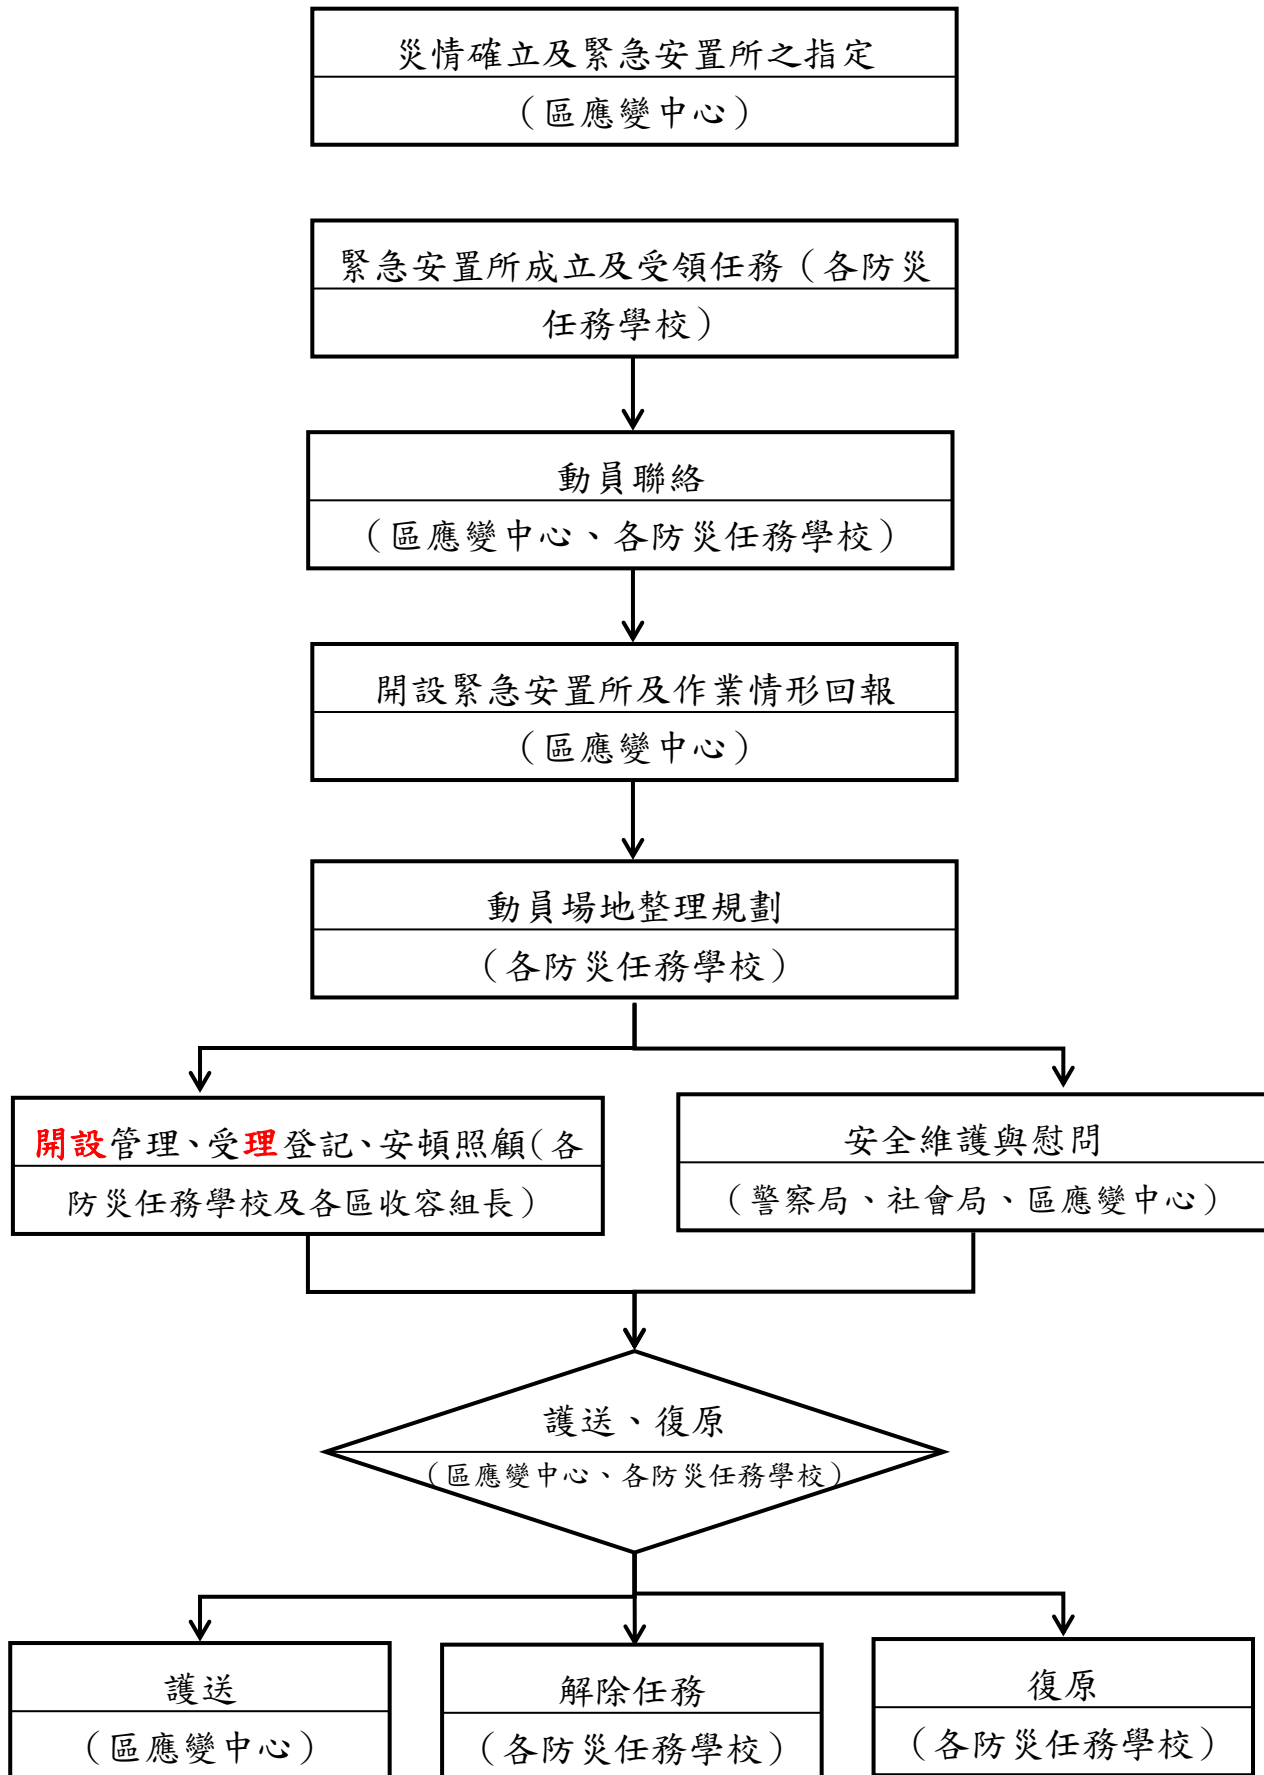 災情確立及緊急安置所之指定
（區應變中心）
緊急安置所成立及受領任務（各防災
任務學校）
動員聯絡
（區應變中心、各防災任務學校）
開設緊急安置所及作業情形回報
（區應變中心）
動員場地整理規劃
（各防災任務學校）
開設管理、受理登記、安頓照顧（各
防災任務學校及各區收容組長）
安全維護與慰問
（警察局、社會局、區應變中心）
護送、復原
（區應變中心、各防災任務學校）
護送
（區應變中心）
解除任務
（各防災任務學校）
復原
（各防災任務學校）